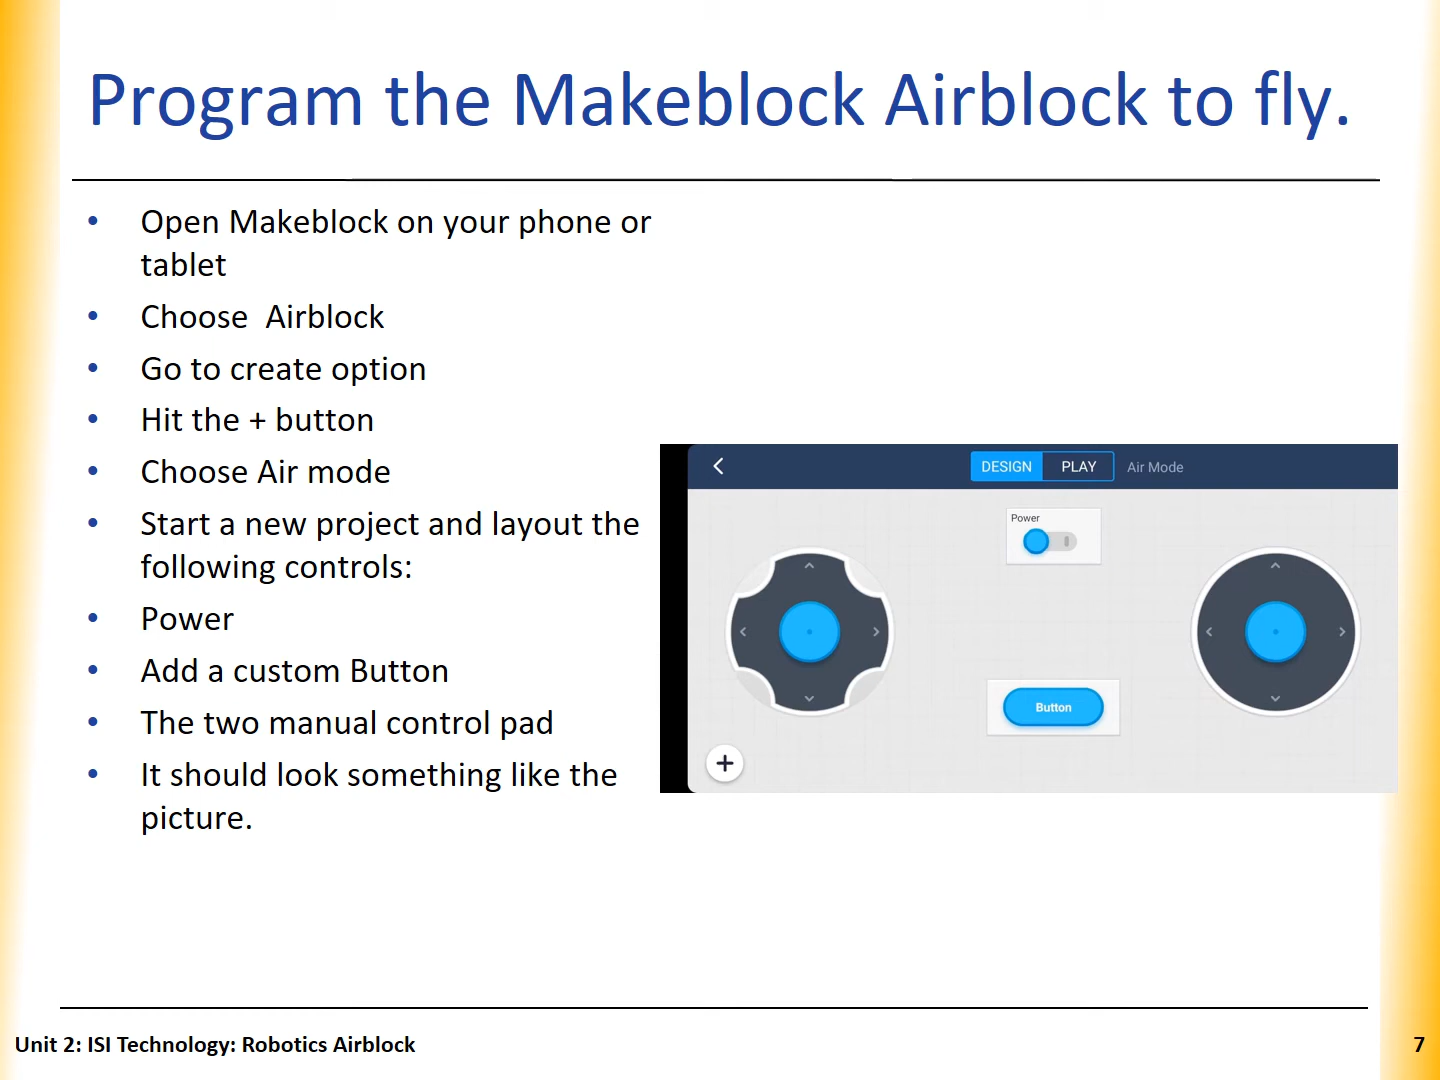 Program the Makeblock Airblock to fly.
• Open Makeblock on your phone or
tablet
• Choose  Airblock
• Go to create option
• Hit the + button
• Choose Air mode
• Start a new project and layout the
following controls:
• Power
• Add a custom Button
• The two manual control pad
• It should look something like the
picture.
DESIGN PLAY Air Mode
Power
Button
Unit 2: ISI Technology: Robotics Airblock
7